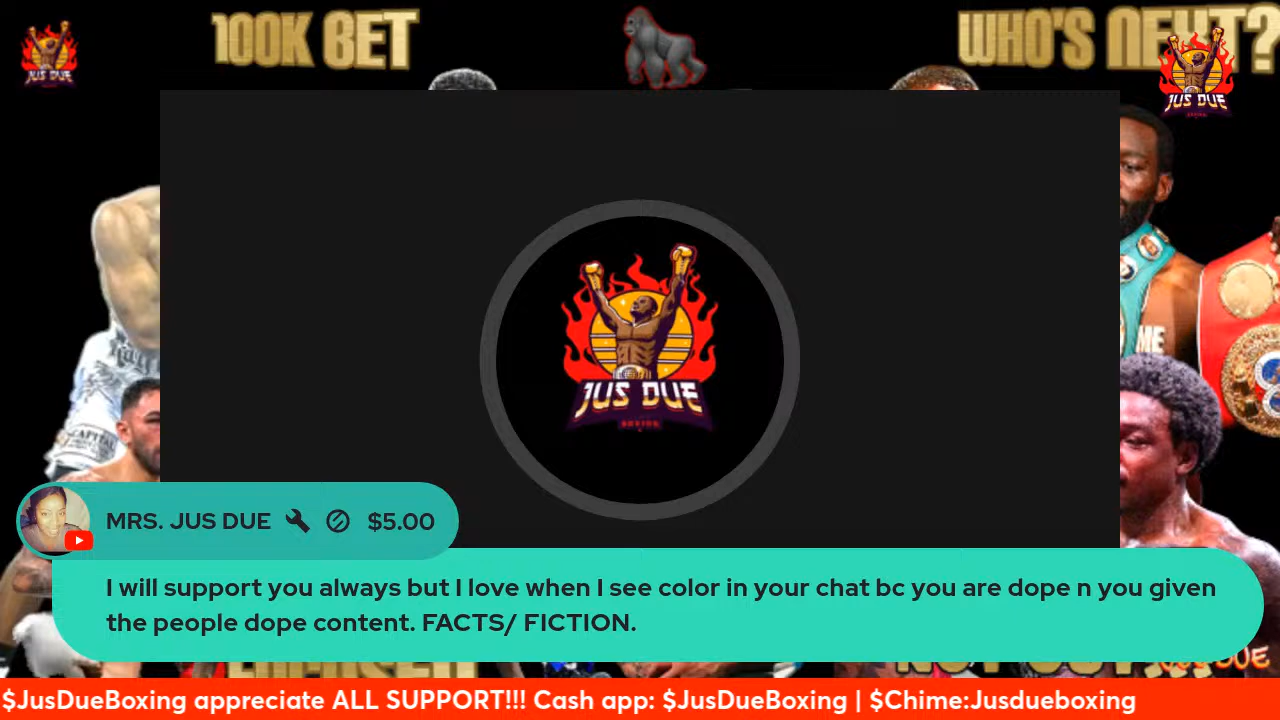 100K BET
WHO'S NEXT?
JUS DUE
JUS DUE
JUS DUE
BOXING
CAPITAL
MRS. JUS DUE $5.00
I will support you always but I love when I see color in your chat bc you are dope n you given
the people dope content. FACTS/ FICTION.
$JusDueBoxing appreciate ALL SUPPORT!!! Cash app: $JusDueBoxing | $Chime:Jusdueboxing